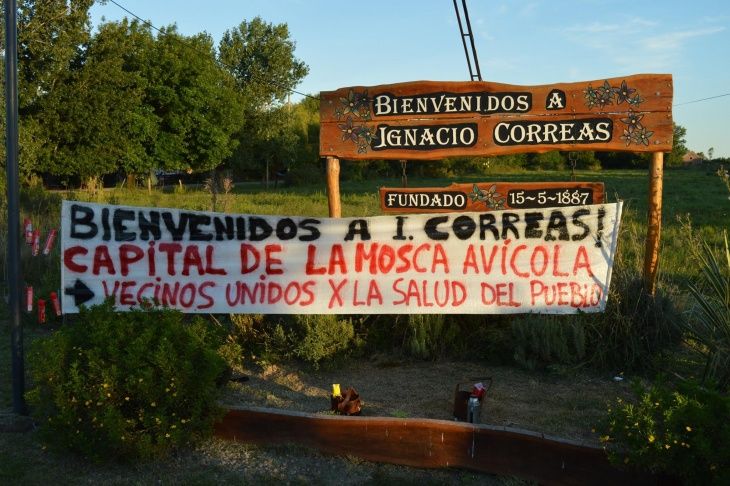 BIENVENIDOS A
IGNACIO CORREAS
FUNDADO 15~5~1887
BIENVENIDOS A I. CORREAS!
CAPITAL DE LA MOSCA AVÍCOLA
→ VECINOS UNIDOS X LA SALUD DEL PUEBLO